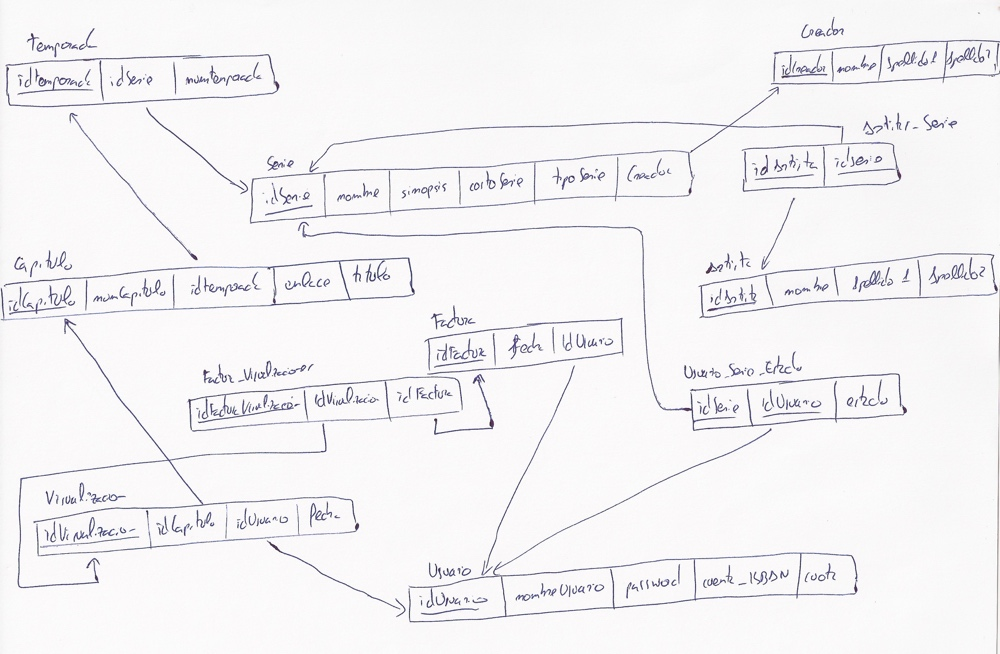 Creador
Temporada
idCreador nombre Apellido1 Apellido2
idtemporada idSerie numtemporada
Artista_Serie
idArtista idSerie
Serie
idSerie nombre sinopsis costoSerie tipoSerie Creador
Capitulo
idCapitulo numCapitulo idtemporada enlace titulo
Artista
idArtista nombre Apellido 1 Apellido2
Factura
idFactura fecha idUsuario
Factura_Visualizaciones
idFacturaVisualizacion idVisualizacion idFactura
Usuario_Serie_Estado
idSerie idUsuario estado
Visualizacion
idVisualizacion idCapitulo idUsuario fecha
Usuario
idUsuario nombreUsuario password cuenta_ISBAN cuota